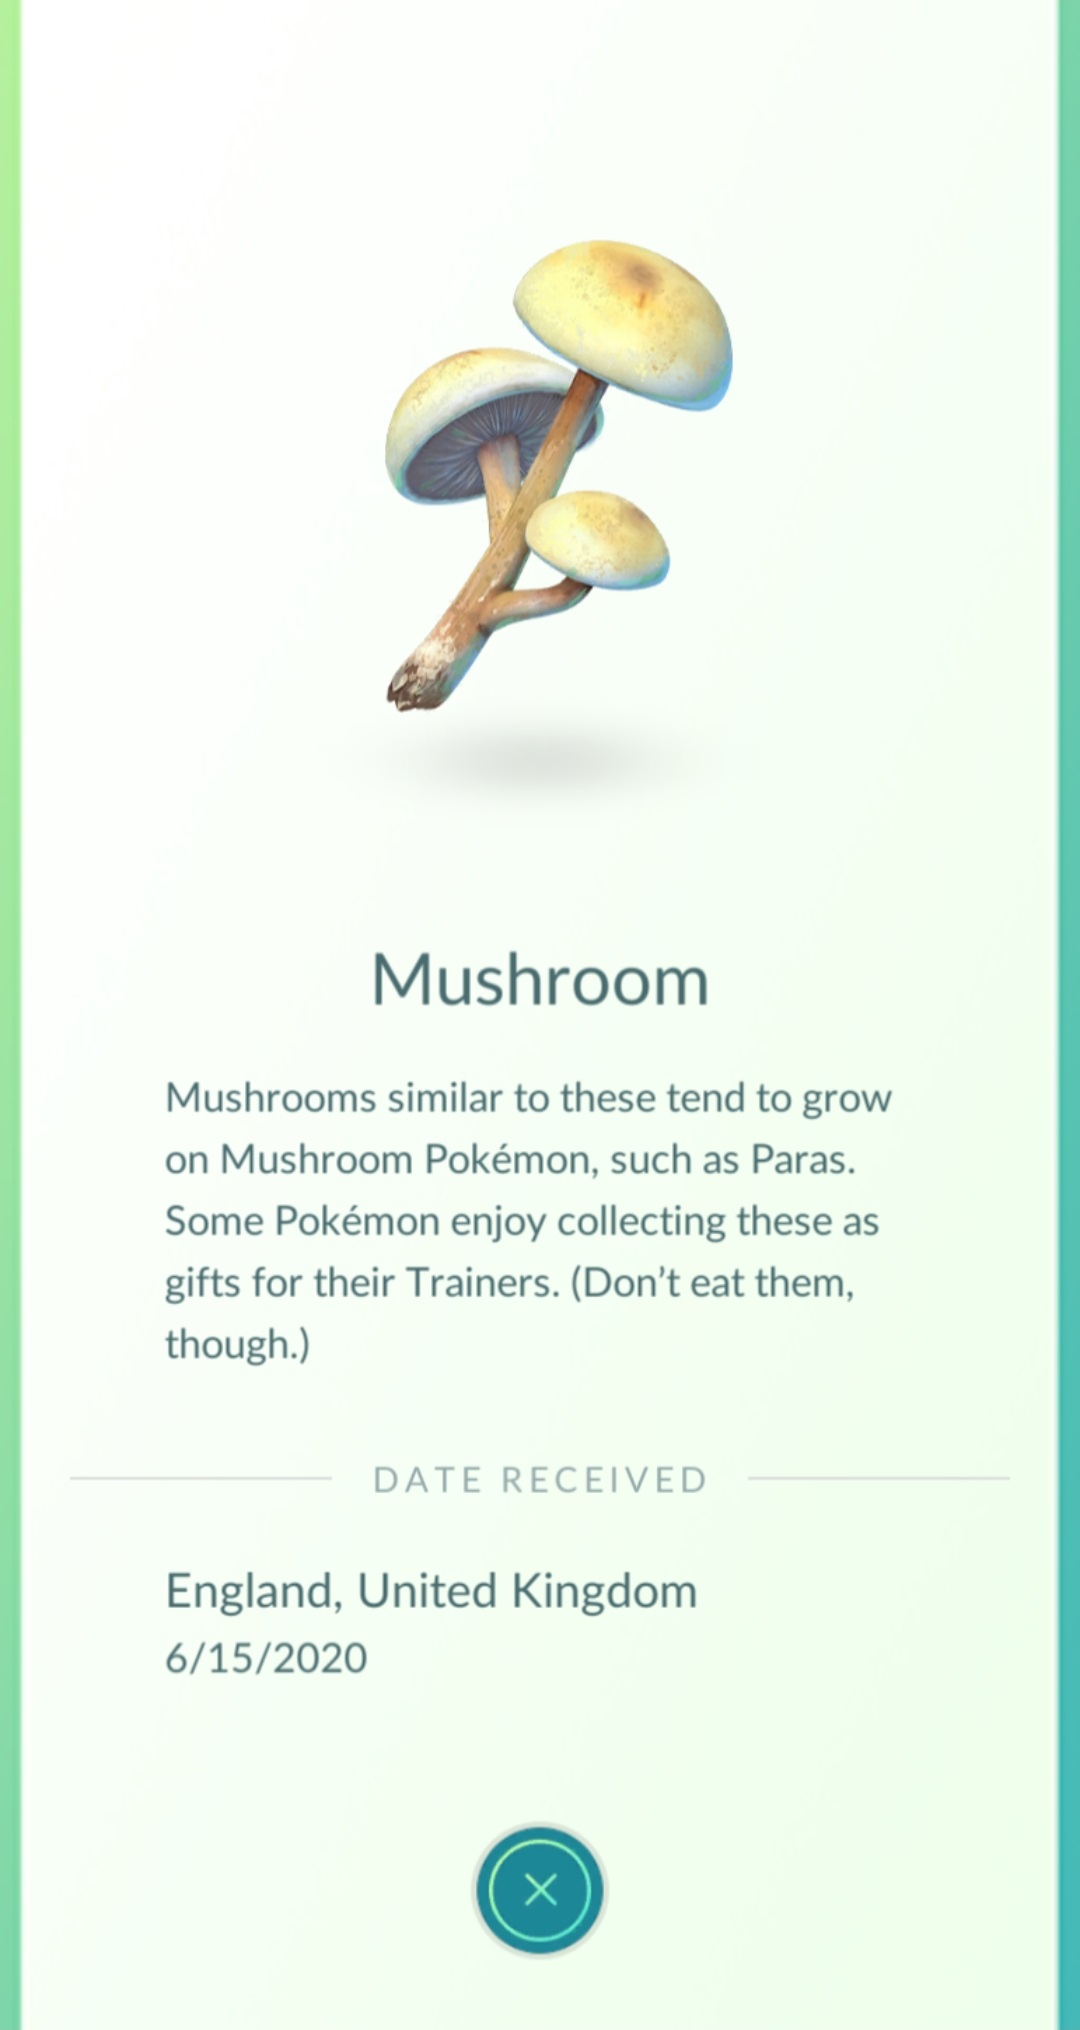 Mushroom
Mushrooms similar to these tend to grow
on Mushroom Pokémon, such as Paras.
Some Pokémon enjoy collecting these as
gifts for their Trainers. (Don’t eat them,
though.)
DATE RECEIVED
England, United Kingdom
6/15/2020